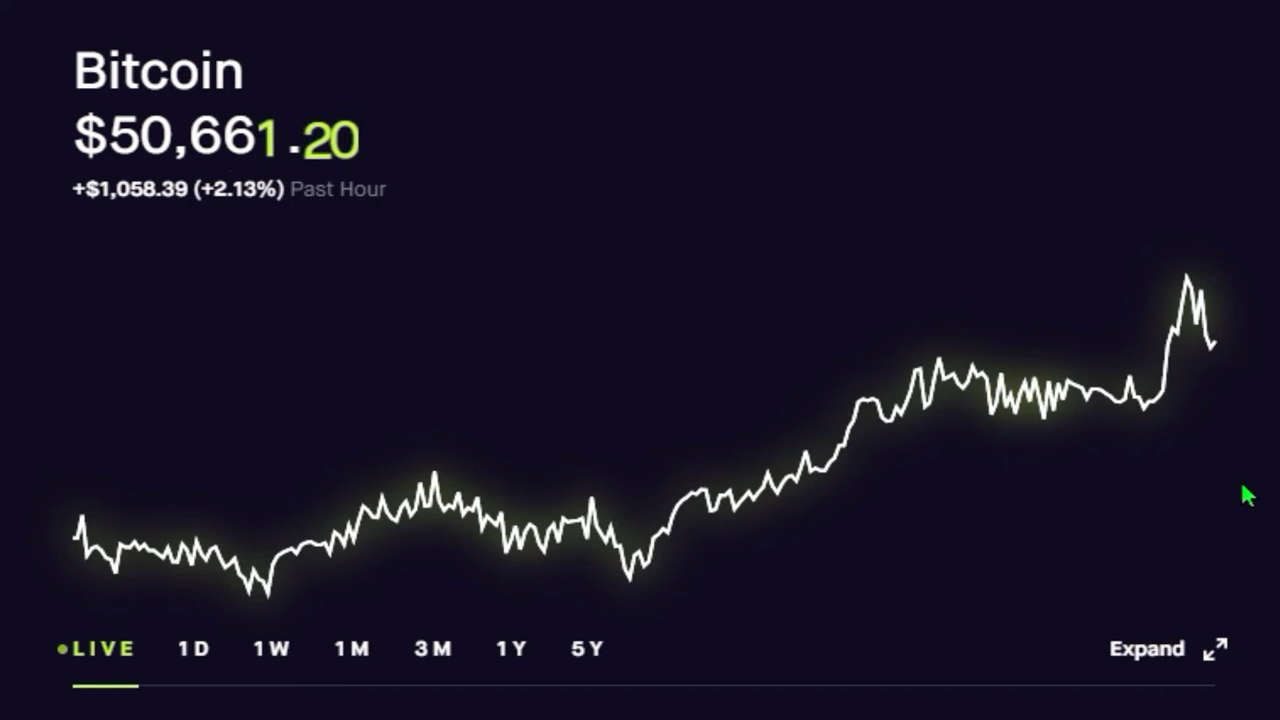 Bitcoin
$50,661.20
+$1,058.39 (+2.13%) Past Hour
LIVE 1D 1W 1M 3M 1Y 5Y Expand